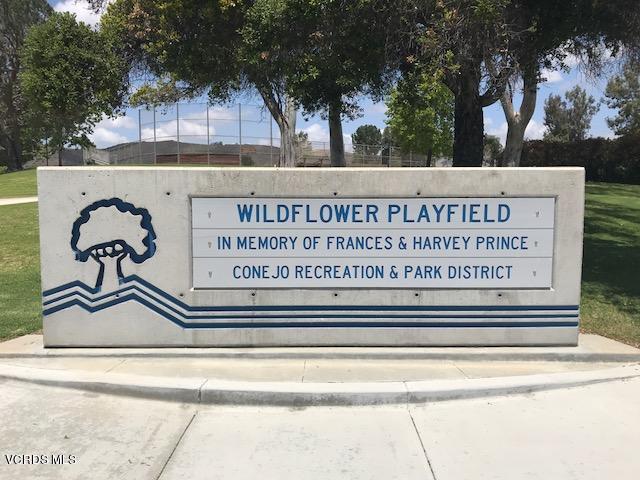 WILDFLOWER PLAYFIELD
IN MEMORY OF FRANCES & HARVEY PRINCE
CONEJO RECREATION & PARK DISTRICT
VCRDS MLS